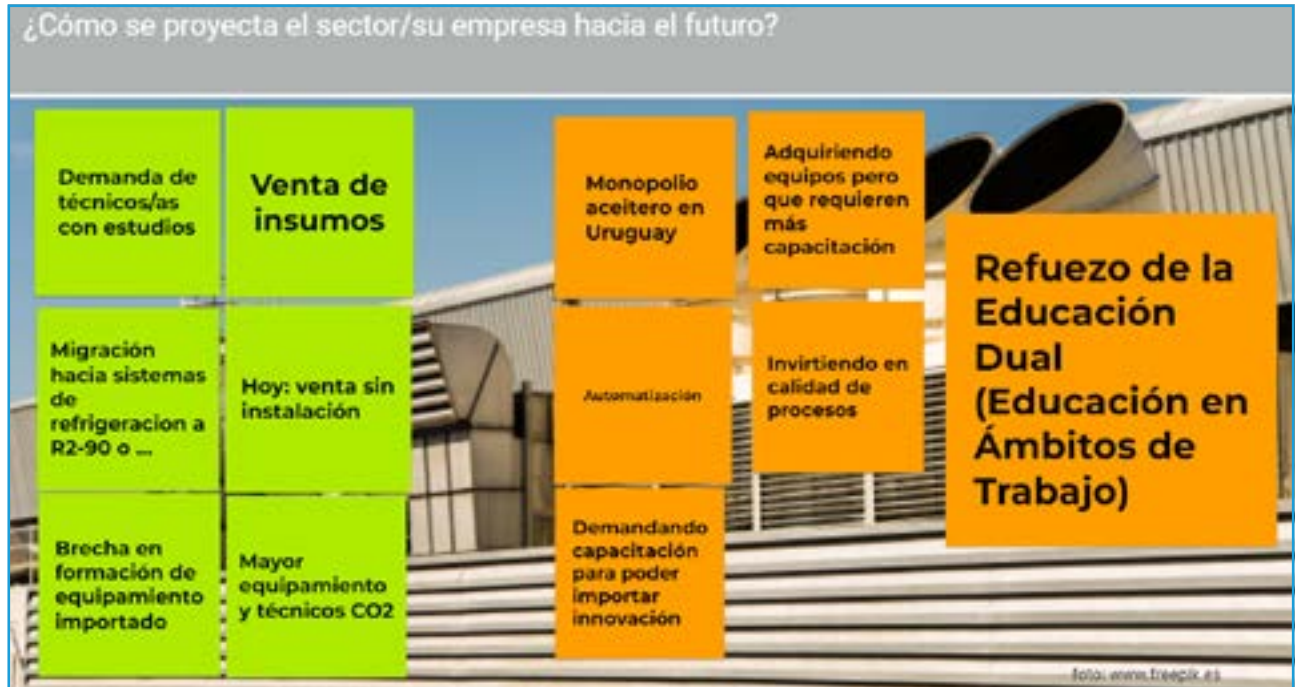 ¿Cómo se proyecta el sector/su empresa hacia el futuro?
Demanda de
técnicos/as
con estudios
Venta de
insumos
Migración
hacia sistemas
de
refrigeracion a
R2-90 o ...
Hoy: venta sin
instalación
Brecha en
formación de
equipamiento
importado
Mayor
equipamiento
y técnicos CO2
Monopolio
aceitero en
Uruguay
Adquiriendo
equipos pero
que requieren
más
capacitación
Automatización
Invirtiendo en
calidad de
procesos
Demandando
capacitación
para poder
importar
innovación
Refuezo de la
Educación
Dual
(Educación en
Ámbitos de
Trabajo)
foto: www.freepik.es